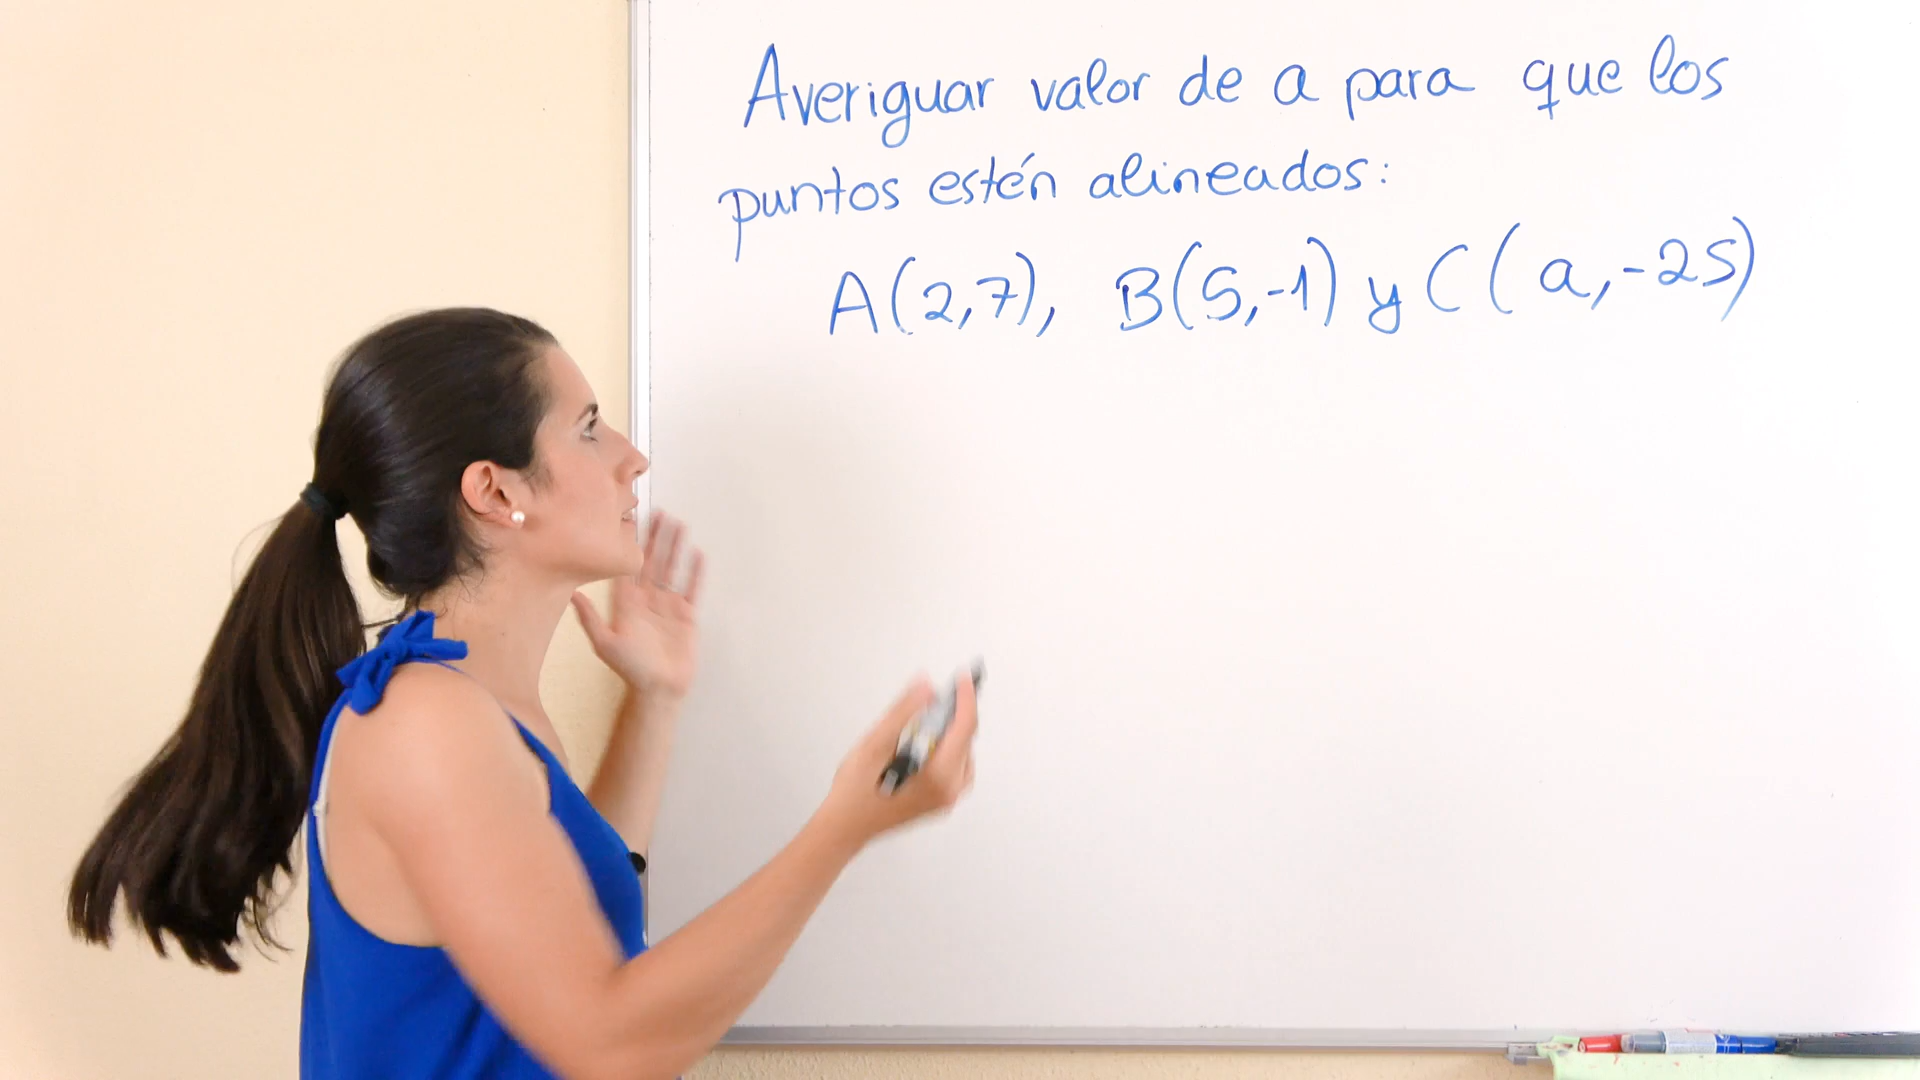 Averiguar valor de a para que los
puntos estén alineados:
A(2,7), B(5,-1) y C(a,-25)